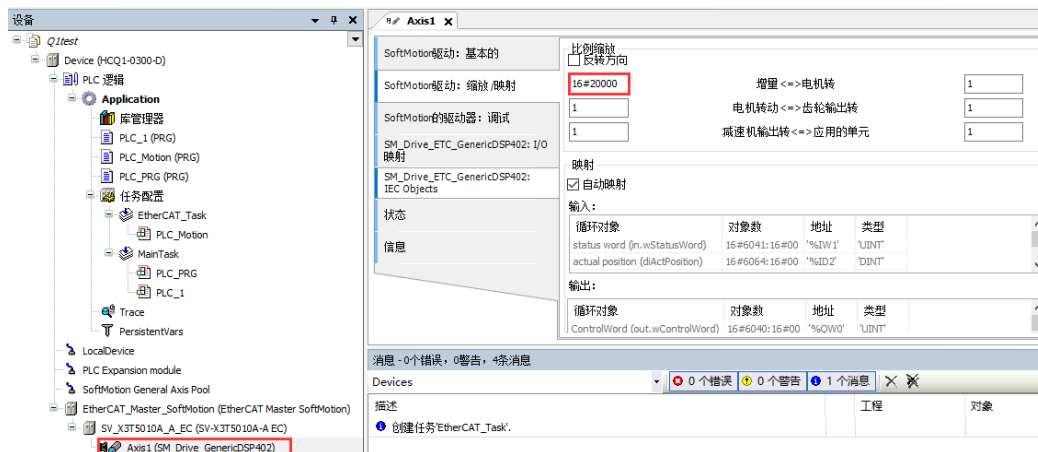 设备
Q1test
Device (HCQ1-0300-D)
PLC 逻辑
Application
库管理器
PLC_1 (PRG)
PLC_Motion (PRG)
PLC_PRG (PRG)
任务配置
EtherCAT_Task
PLC_Motion
MainTask
PLC_PRG
PLC_1
Trace
PersistentVars
LocalDevice
PLC Expansion module
SoftMotion General Axis Pool
EtherCAT_Master_SoftMotion (EtherCAT Master SoftMotion)
SV_X3T5010A_A_EC (SV-X3T5010A-A EC)
Axis1 (SM_Drive_GenericDSP402)
Axis1
SoftMotion驱动：基本的
SoftMotion驱动：缩放/映射
SoftMotion的驱动器：调试
SM_Drive_ETC_GenericDSP402: I/O
映射
SM_Drive_ETC_GenericDSP402:
IEC Objects
状态
信息
比例缩放
反转方向
16#20000 增量<=>电机转 1
1 电机转动<=>齿轮输出转 1
1 减速机输出转<=>应用的单元 1
映射
自动映射
输入：
循环对象 对象数 地址 类型
status word (in.wStatusWord) 16#6041:16#00 '%IW1' 'UINT'
actual position (diActPosition) 16#6064:16#00 '%ID2' 'DINT'
输出：
循环对象 对象数 地址 类型
ControlWord (out.wControlWord) 16#6040:16#00 '%QW0' 'UINT'
消息 - 0个错误，0警告，4条消息
Devices 0 个错误 0 个警告 1 个消息
描述 工程 对象
创建任务'EtherCAT_Task'.